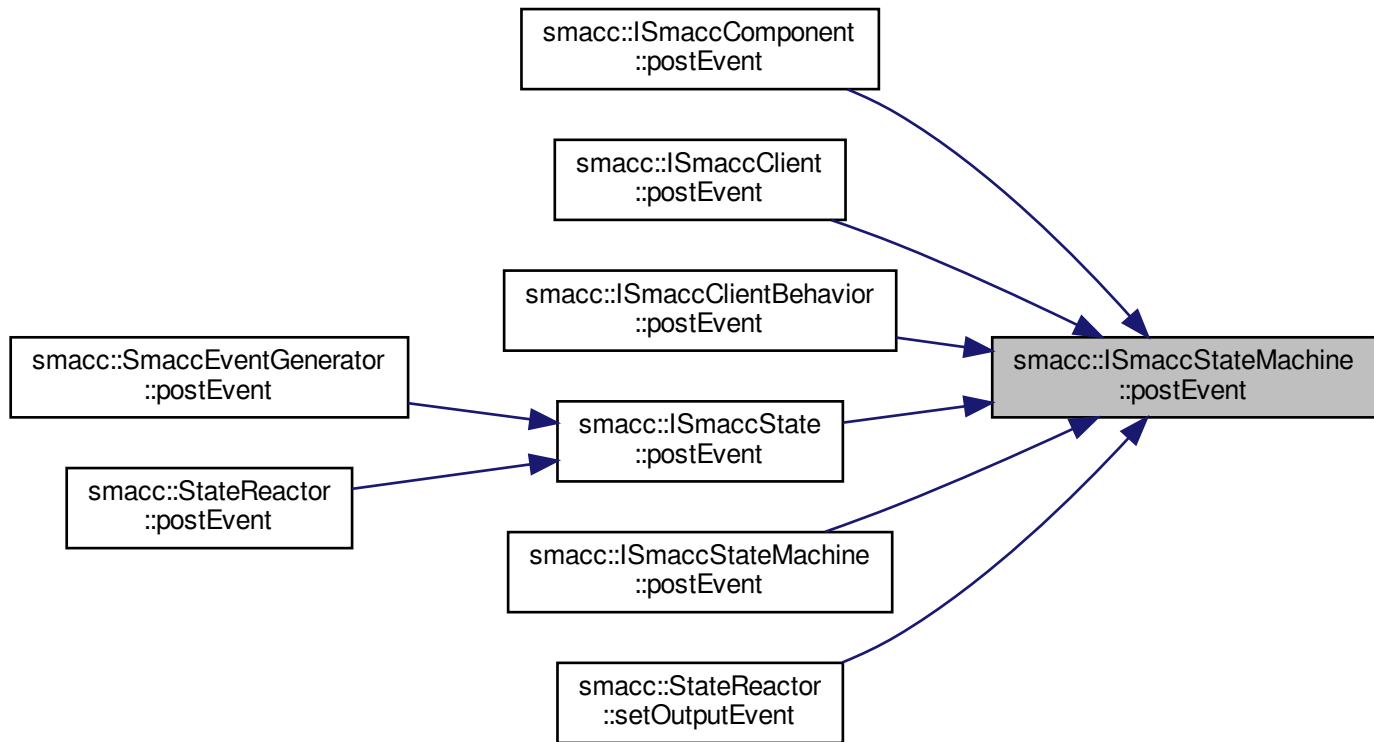 smacc::ISmaccComponent
::postEvent
smacc::ISmaccClient
::postEvent
smacc::ISmaccClientBehavior
::postEvent
smacc::SmaccEventGenerator
::postEvent
smacc::ISmaccStateMachine
::postEvent
smacc::ISmaccState
::postEvent
smacc::StateReactor
::postEvent
smacc::ISmaccStateMachine
::postEvent
smacc::StateReactor
::setOutputEvent